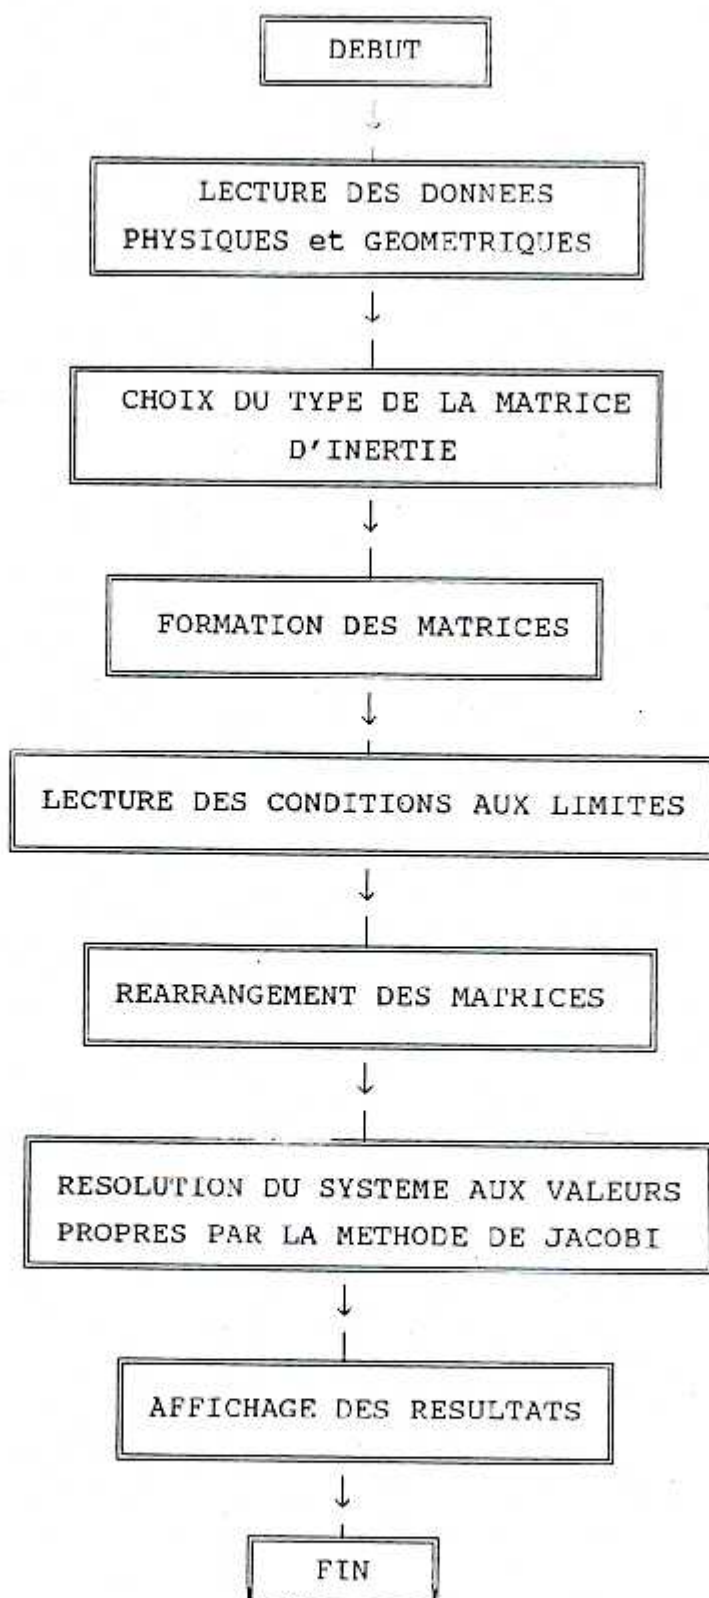 DEBUT
LECTURE DES DONNEES
PHYSIQUES et GEOMETRIQUES
CHOIX DU TYPE DE LA MATRICE
D'INERTIE
FORMATION DES MATRICES
LECTURE DES CONDITIONS AUX LIMITES
REARRANGEMENT DES MATRICES
RESOLUTION DU SYSTEME AUX VALEURS
PROPRES PAR LA METHODE DE JACOBI
AFFICHAGE DES RESULTATS
FIN